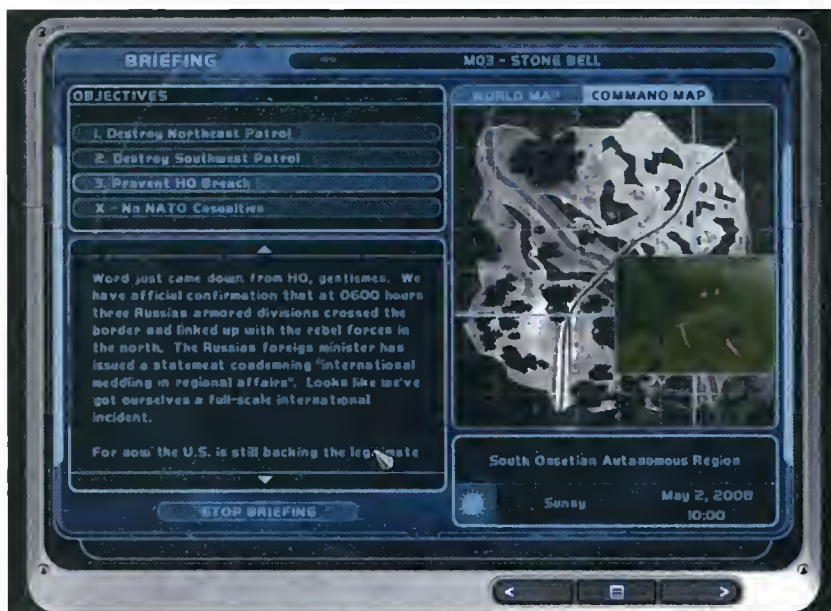 BRIEFING
M03 - STONE BELL
OBJECTIVES
1. Destroy Northeast Patrol
2. Destroy Southwest Patrol
3. Prevent HQ Breach
X - No NATO Casualties
Word just came down from HQ, gentlemen. We
have official confirmation that at 0600 hours
three Russian armored divisions crossed the
border and linked up with the rebel forces in
the north. The Russian foreign minister has
issued a statement condemning "international
meddling in regional affairs". Looks like we've
got ourselves a full-scale international
incident.
For now the U.S. is still backing the legitimate
STOP BRIEFING
WORLD MAP
COMMAND MAP
South Ossetian Autonomous Region
Sunny
May 2, 2008
10:00